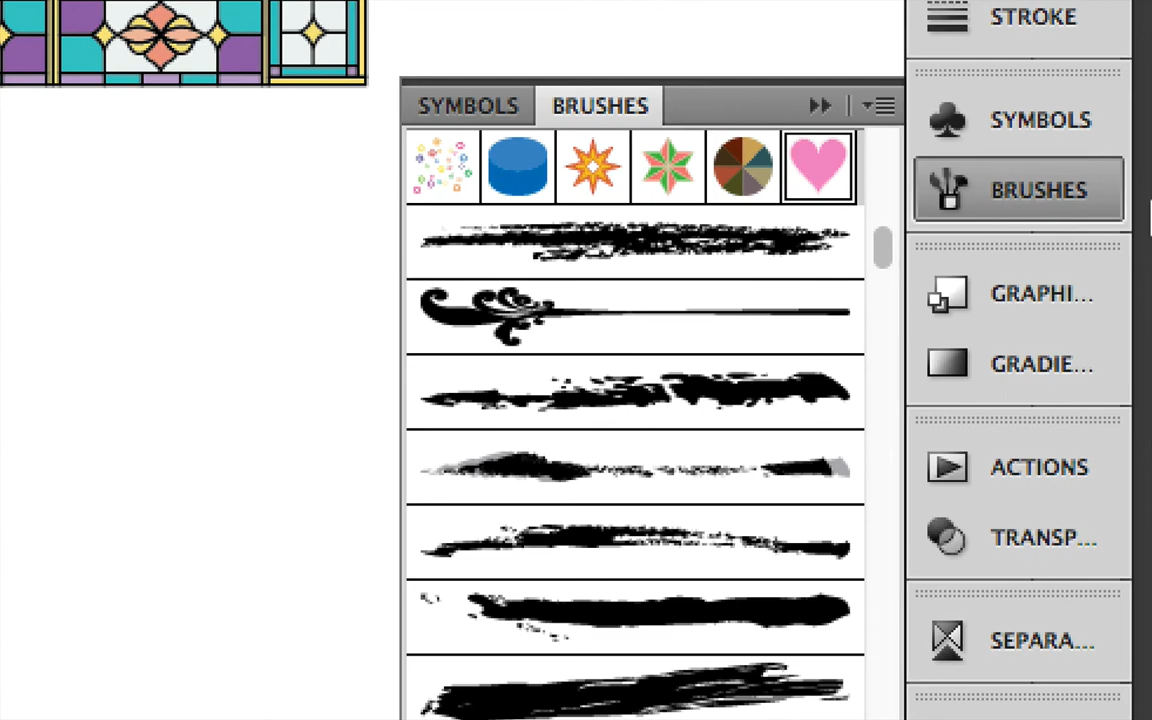 STROKE
SYMBOLS BRUSHES
SYMBOLS
BRUSHES
GRAPHI...
GRADIE...
ACTIONS
TRANSP...
SEPARA...